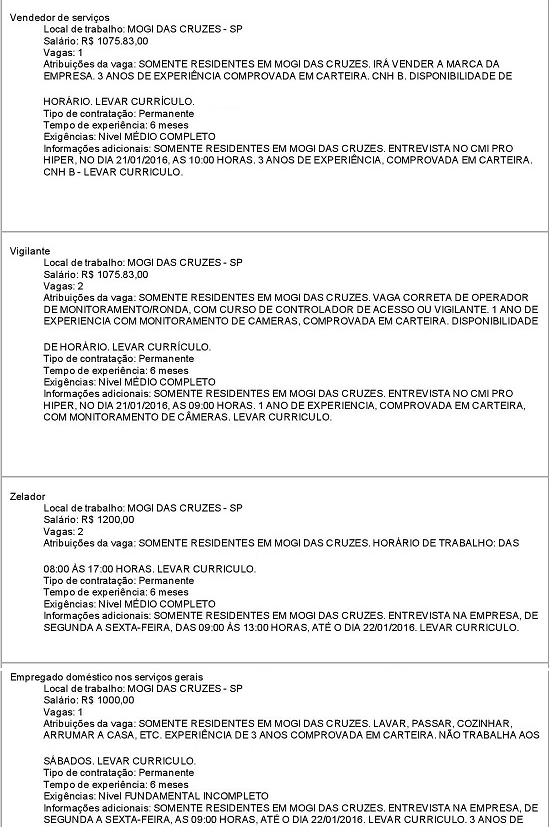 Vendedor de serviços
Local de trabalho: MOGI DAS CRUZES - SP
Salário: R$ 1075.83,00
Vagas: 1
Atribuições da vaga: SOMENTE RESIDENTES EM MOGI DAS CRUZES. IRÁ VENDER A MARCA DA
EMPRESA. 3 ANOS DE EXPERIÊNCIA COMPROVADA EM CARTEIRA. CNH B. DISPONIBILIDADE DE
HORÁRIO. LEVAR CURRÍCULO.
Tipo de contratação: Permanente
Tempo de experiência: 6 meses
Exigências: Nivel MÉDIO COMPLETO
Informações adicionais: SOMENTE RESIDENTES EM MOGI DAS CRUZES. ENTREVISTA NO CMI PRO
HIPER, NO DIA 21/01/2016, AS 10:00 HORAS. 3 ANOS DE EXPERIÊNCIA, COMPROVADA EM CARTEIRA.
CNH B - LEVAR CURRICULO.
Vigilante
Local de trabalho: MOGI DAS CRUZES - SP
Salário: R$ 1075.83,00
Vagas: 2
Atribuições da vaga: SOMENTE RESIDENTES EM MOGI DAS CRUZES. VAGA CORRETA DE OPERADOR
DE MONITORAMENTO/RONDA, COM CURSO DE CONTROLADOR DE ACESSO OU VIGILANTE. 1 ANO DE
EXPERIENCIA COM MONITORAMENTO DE CAMERAS, COMPROVADA EM CARTEIRA. DISPONIBILIDADE
DE HORÁRIO. LEVAR CURRÍCULO.
Tipo de contratação: Permanente
Tempo de experiência: 6 meses
Exigências: Nivel MÉDIO COMPLETO
Informações adicionais: SOMENTE RESIDENTES EM MOGI DAS CRUZES. ENTREVISTA NO CMI PRO
HIPER, NO DIA 21/01/2016, AS 09:00 HORAS. 1 ANO DE EXPERIENCIA, COMPROVADA EM CARTEIRA,
COM MONITORAMENTO DE CÂMERAS. LEVAR CURRICULO.
Zelador
Local de trabalho: MOGI DAS CRUZES - SP
Salário: R$ 1200,00
Vagas: 2
Atribuições da vaga: SOMENTE RESIDENTES EM MOGI DAS CRUZES. HORÁRIO DE TRABALHO: DAS
08:00 ÁS 17:00 HORAS. LEVAR CURRICULO.
Tipo de contratação: Permanente
Tempo de experiência: 6 meses
Exigências: Nivel MÉDIO COMPLETO
Informações adicionais: SOMENTE RESIDENTES EM MOGI DAS CRUZES. ENTREVISTA NA EMPRESA, DE
SEGUNDA A SEXTA-FEIRA, DAS 09:00 ÁS 13:00 HORAS, ATÉ O DIA 22/01/2016. LEVAR CURRICULO.
Empregado doméstico nos serviços gerais
Local de trabalho: MOGI DAS CRUZES - SP
Salário: R$ 1000,00
Vagas: 1
Atribuições da vaga: SOMENTE RESIDENTES EM MOGI DAS CRUZES. LAVAR, PASSAR, COZINHAR,
ARRUMAR A CASA, ETC. EXPERIÊNCIA DE 3 ANOS COMPROVADA EM CARTEIRA. NÃO TRABALHA AOS
SÁBADOS. LEVAR CURRICULO.
Tipo de contratação: Permanente
Tempo de experiência: 6 meses
Exigências: Nivel FUNDAMENTAL INCOMPLETO
Informações adicionais: SOMENTE RESIDENTES EM MOGI DAS CRUZES. ENTREVISTA NA EMPRESA, DE
SEGUNDA A SEXTA-FEIRA, AS 09:00 HORAS, ATÉ O DIA 22/01/2016. LEVAR CURRICULO. 3 ANOS DE